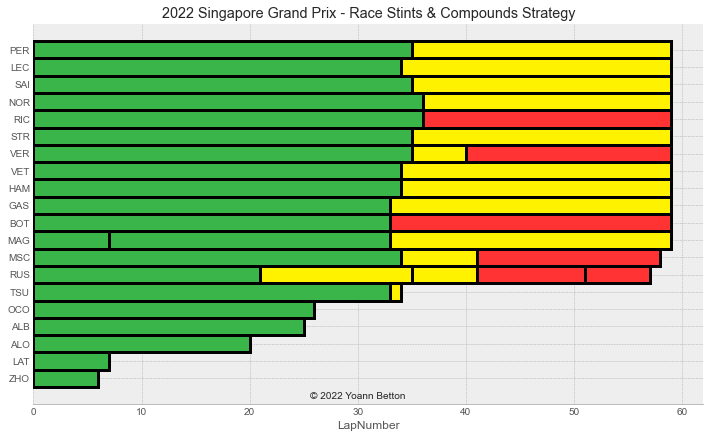 2022 Singapore Grand Prix - Race Stints & Compounds Strategy
PER
LEC
SAI
NOR
RIC
STR
VER
VET
HAM
GAS
BOT
MAG
MSC
RUS
TSU
OCO
ALB
ALO
LAT
ZHO
© 2022 Yoann Betton
0 10 20 30 40 50 60
LapNumber